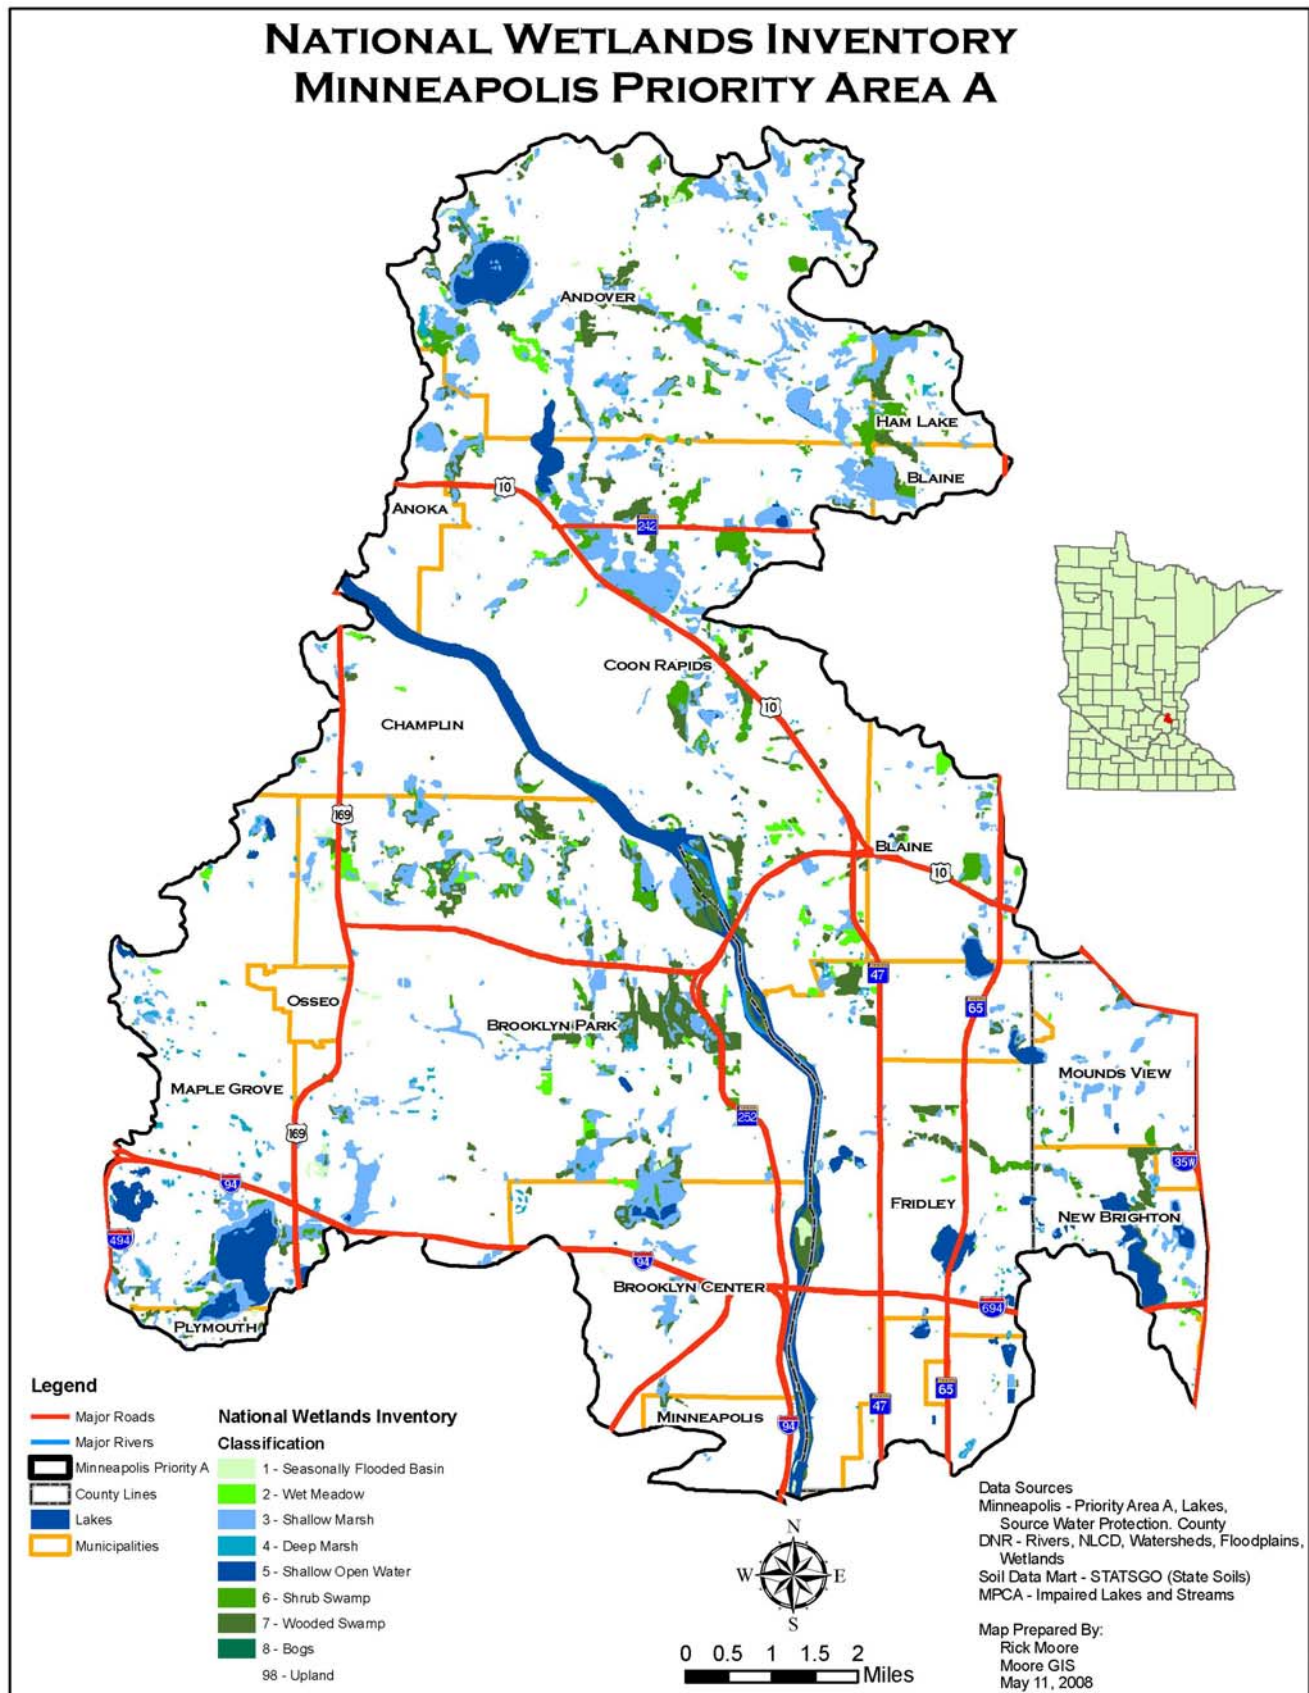 NATIONAL WETLANDS INVENTORY
MINNEAPOLIS PRIORITY AREA A
ANDOVER
HAM LAKE
BLAINE
10
ANOKA
242
COON RAPIDS
10
CHAMPLIN
169
BLAINE
10
47
OSSEO
65
BROOKLYN PARK
MOUNDS VIEW
MAPLE GROVE
252
169
35W
94
FRIDLEY
NEW BRIGHTON
494
94
BROOKLYN CENTER
694
PLYMOUTH
65
47
MINNEAPOLIS
94
Legend
Major Roads
Major Rivers
Minneapolis Priority A
County Lines
Lakes
Municipalities
National Wetlands Inventory
Classification
1 - Seasonally Flooded Basin
2 - Wet Meadow
3 - Shallow Marsh
4 - Deep Marsh
5 - Shallow Open Water
6 - Shrub Swamp
7 - Wooded Swamp
8 - Bogs
98 - Upland
N
W E
S
0 0.5 1 1.5 2
Miles
Data Sources
Minneapolis - Priority Area A, Lakes,
Source Water Protection. County
DNR - Rivers, NLCD, Watersheds, Floodplains,
Wetlands
Soil Data Mart - STATSGO (State Soils)
MPCA - Impaired Lakes and Streams
Map Prepared By:
Rick Moore
Moore GIS
May 11, 2008